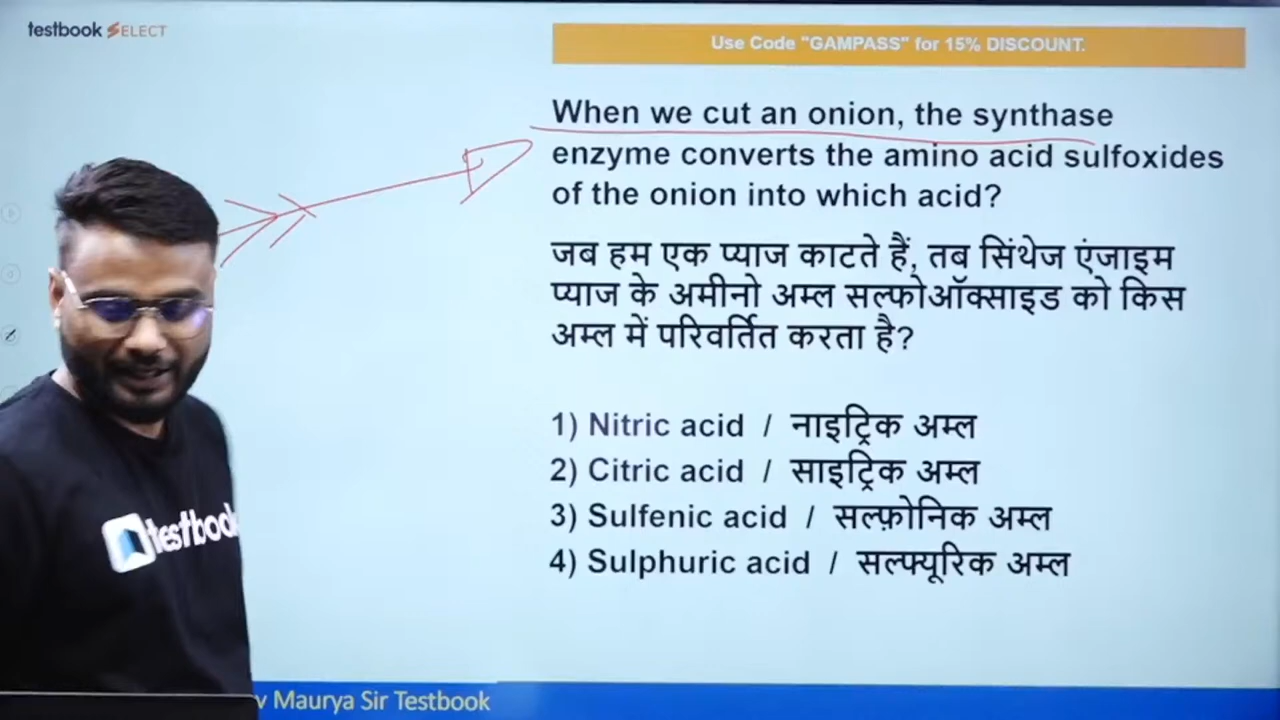 testbook SELECT
Use Code "GAMPASS" for 15% DISCOUNT.
When we cut an onion, the synthase
enzyme converts the amino acid sulfoxides
of the onion into which acid?
जब हम एक प्याज काटते हैं, तब सिंथेज एंजाइम
प्याज के अमीनो अम्ल सल्फोऑक्साइड को किस
अम्ल में परिवर्तित करता है?
1) Nitric acid / नाइट्रिक अम्ल
2) Citric acid / साइट्रिक अम्ल
3) Sulfenic acid / सल्फ़ोनिक अम्ल
4) Sulphuric acid / सल्फ्यूरिक अम्ल
testbook
v Maurya Sir Testbook